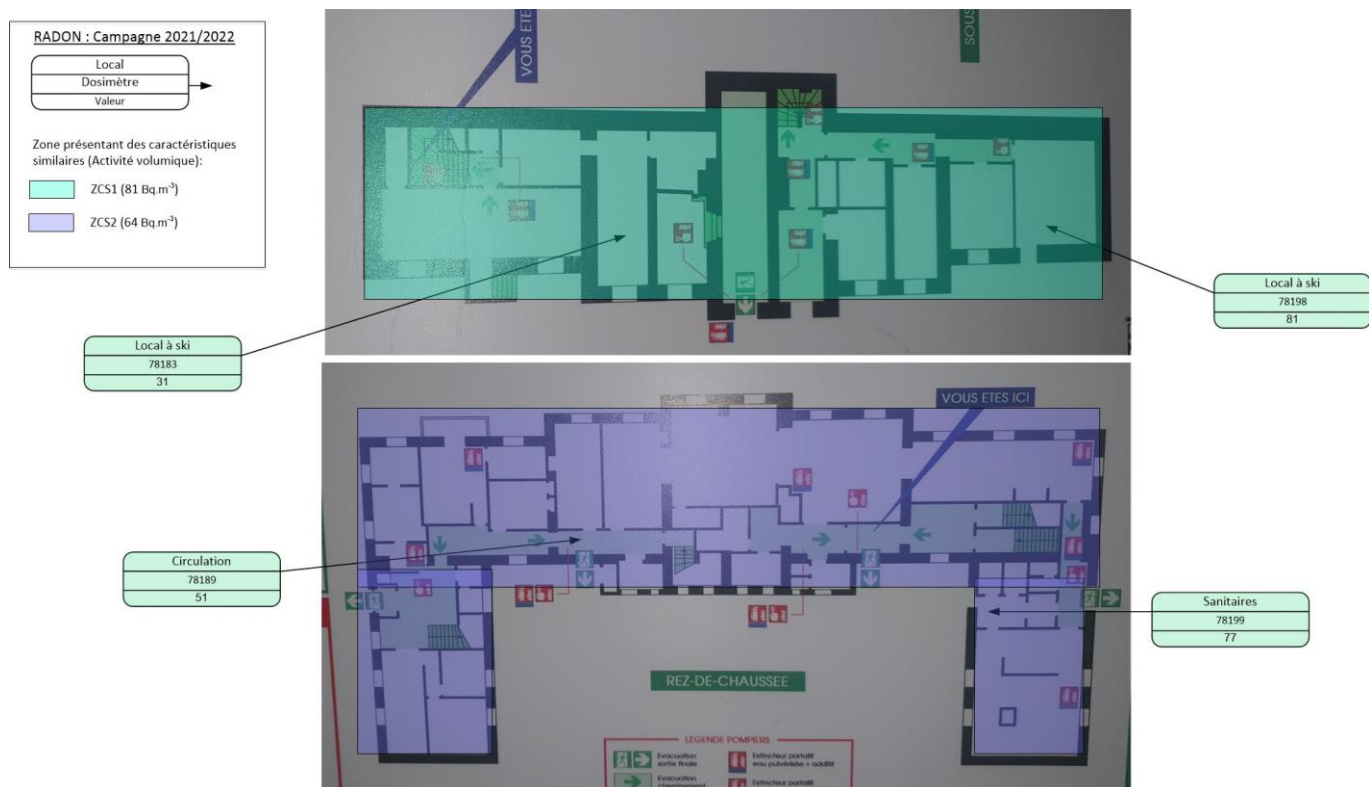 RADON : Campagne 2021/2022
Local
Dosimètre
Valeur
Zone présentant des caractéristiques
similaires (Activité volumique):
ZCS1 (81 Bq.m⁻³)
ZCS2 (64 Bq.m⁻³)
VOUS ETES
SOUS
Local à ski
78183
31
Local à ski
78198
81
VOUS ETES ICI
Circulation
78189
51
Sanitaires
78199
77
REZ-DE-CHAUSSEE
LEGENDE POMPIERS
Evacuation
sortie finale
Extincteur portatif
eau pulvérisée + additif
Evacuation
cheminement
Extincteur portatif